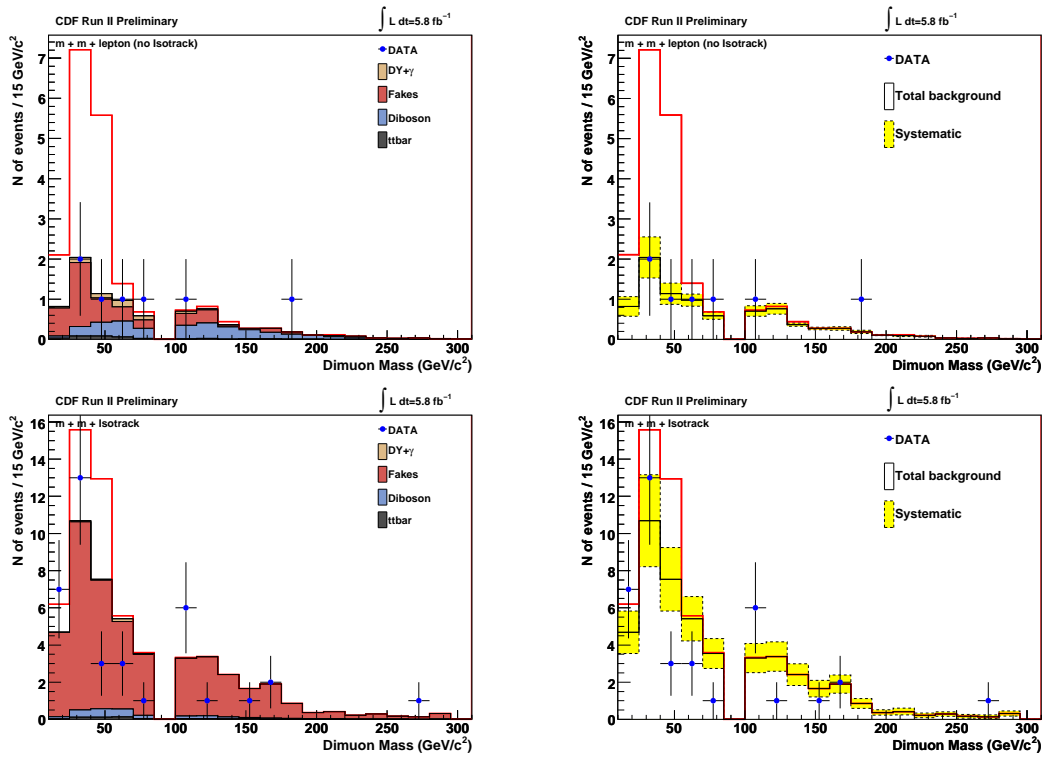 CDF Run II Preliminary
∫ L dt=5.8 fb⁻¹
m + m + lepton (no Isotrack)
DATA
DY+γ
Fakes
Diboson
ttbar
N of events / 15 GeV/c²
0 1 2 3 4 5 6 7
50 100 150 200 250 300
Dimuon Mass (GeV/c²)
CDF Run II Preliminary
∫ L dt=5.8 fb⁻¹
m + m + lepton (no Isotrack)
DATA
Total background
Systematic
N of events / 15 GeV/c²
0 1 2 3 4 5 6 7
50 100 150 200 250 300
Dimuon Mass (GeV/c²)
CDF Run II Preliminary
∫ L dt=5.8 fb⁻¹
m + m + Isotrack
DATA
DY+γ
Fakes
Diboson
ttbar
N of events / 15 GeV/c²
0 2 4 6 8 10 12 14 16
50 100 150 200 250 300
Dimuon Mass (GeV/c²)
CDF Run II Preliminary
∫ L dt=5.8 fb⁻¹
m + m + Isotrack
DATA
Total background
Systematic
N of events / 15 GeV/c²
0 2 4 6 8 10 12 14 16
50 100 150 200 250 300
Dimuon Mass (GeV/c²)